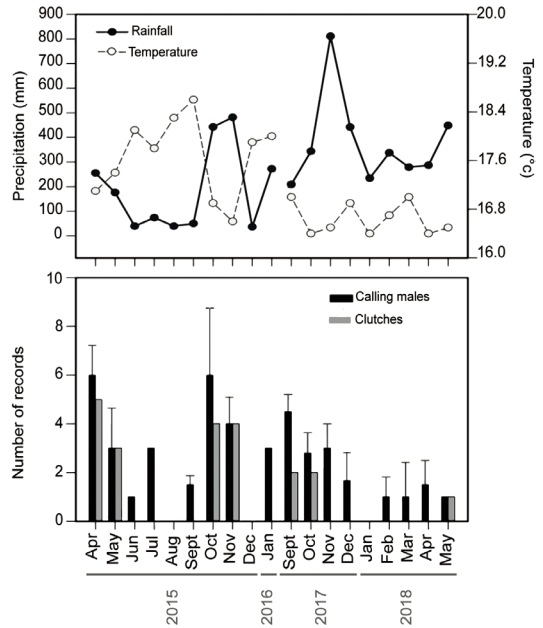 900
800
700
600
500
400
300
200
100
0
Precipitation (mm)
Rainfall
Temperature
20.0
19.2
18.4
17.6
16.8
16.0
Temperature (°c)
10
8
6
4
2
0
Number of records
Calling males
Clutches
Apr May Jun Jul Aug Sept Oct Nov Dec Jan Sept Oct Nov Dec Jan Feb Mar Apr May
2015 2016 2017 2018